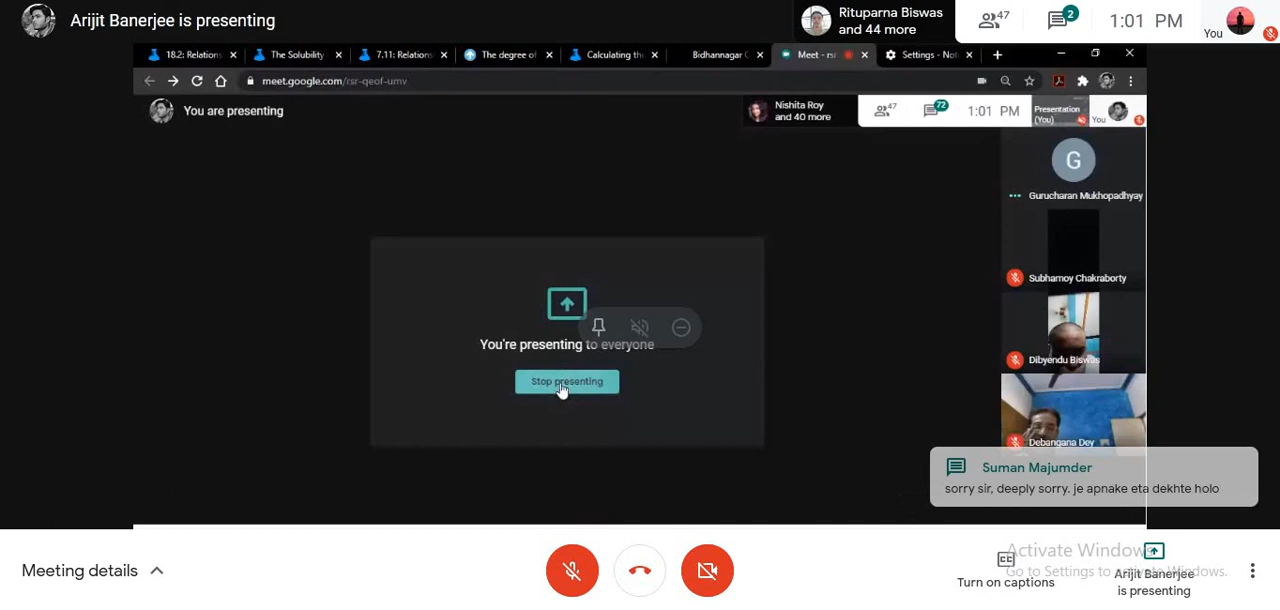 Arijit Banerjee is presenting
Rituparna Biswas
and 44 more
47
2
1:01 PM
You
18.2: Relations
The Solubility
7.11: Relations
The degree of
Calculating th
Bidhannagar C
Meet - rsr
Settings - Not
meet.google.com/rsr-qeof-umv
You are presenting
Nishita Roy
and 40 more
47
72
1:01 PM
Presentation
(You)
You
G
Gurucharan Mukhopadhyay
Subhamoy Chakraborty
You're presenting to everyone
Dibyendu Biswas
Stop presenting
Debangana Dey
Suman Majumder
sorry sir, deeply sorry. je apnake eta dekhte holo
Meeting details
Turn on captions
Arijit Banerjee
is presenting
Activate Windows
Go to Settings to activate Windows.